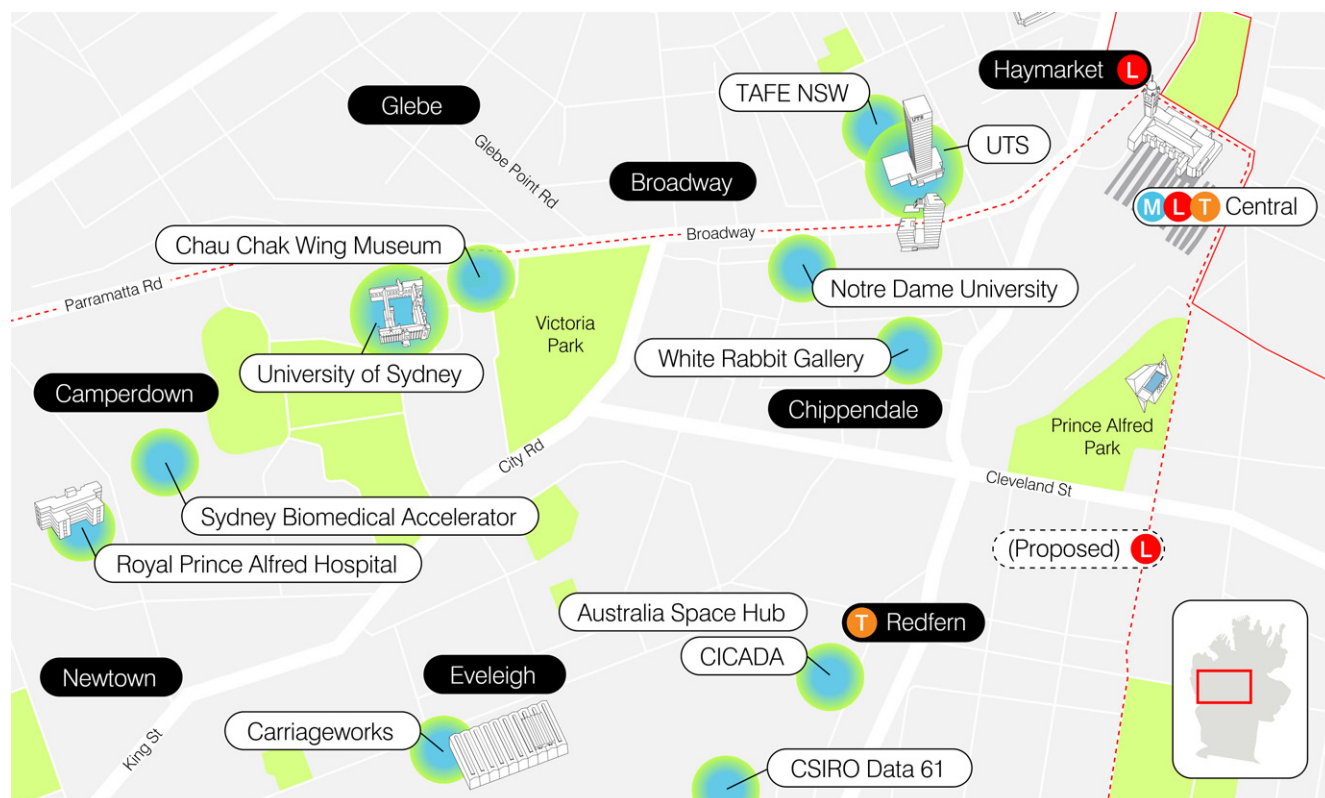 Haymarket L
TAFE NSW
UTS
Glebe
UTS
Glebe Point Rd
Broadway
M L T Central
Broadway
Chau Chak Wing Museum
Parramatta Rd
Notre Dame University
Victoria
Park
White Rabbit Gallery
University of Sydney
Camperdown
Chippendale
Prince Alfred
Park
City Rd
Cleveland St
Sydney Biomedical Accelerator
(Proposed) L
Royal Prince Alfred Hospital
Australia Space Hub
T Redfern
CICADA
Newtown
Eveleigh
Carriageworks
King St
CSIRO Data 61